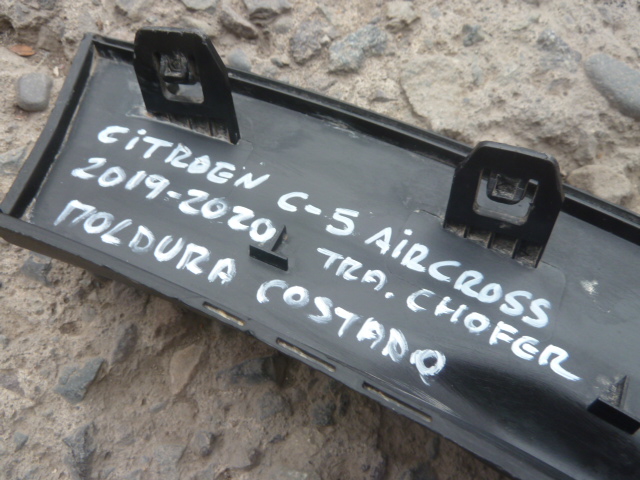 CiTROEN C-5 AiRCROSS
2019-2020 TRA. CHOFER
MOLDURA COSTADO